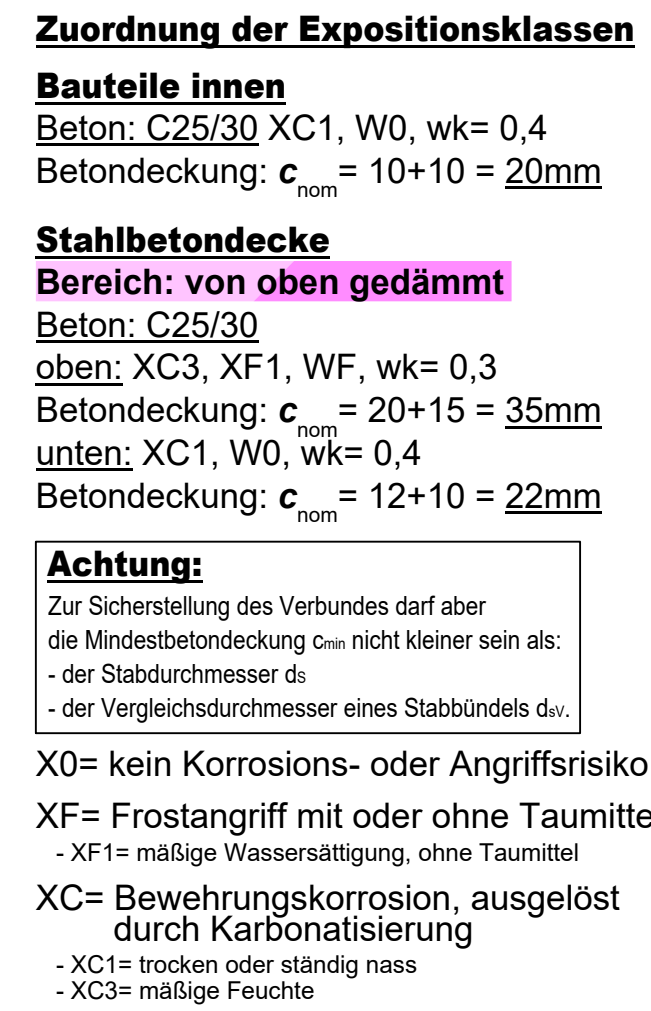 Zuordnung der Expositionsklassen
Bauteile innen
Beton: C25/30 XC1, W0, wk= 0,4
Betondeckung: cnom= 10+10 = 20mm
Stahlbetondecke
Bereich: von oben gedämmt
Beton: C25/30
oben: XC3, XF1, WF, wk= 0,3
Betondeckung: cnom= 20+15 = 35mm
unten: XC1, W0, wk= 0,4
Betondeckung: cnom= 12+10 = 22mm
Achtung:
Zur Sicherstellung des Verbundes darf aber
die Mindestbetondeckung cmin nicht kleiner sein als:
- der Stabdurchmesser ds
- der Vergleichsdurchmesser eines Stabbündels dsv.
X0= kein Korrosions- oder Angriffsrisiko
XF= Frostangriff mit oder ohne Taumitte
- XF1= mäßige Wassersättigung, ohne Taumittel
XC= Bewehrungskorrosion, ausgelöst
durch Karbonatisierung
- XC1= trocken oder ständig nass
- XC3= mäßige Feuchte